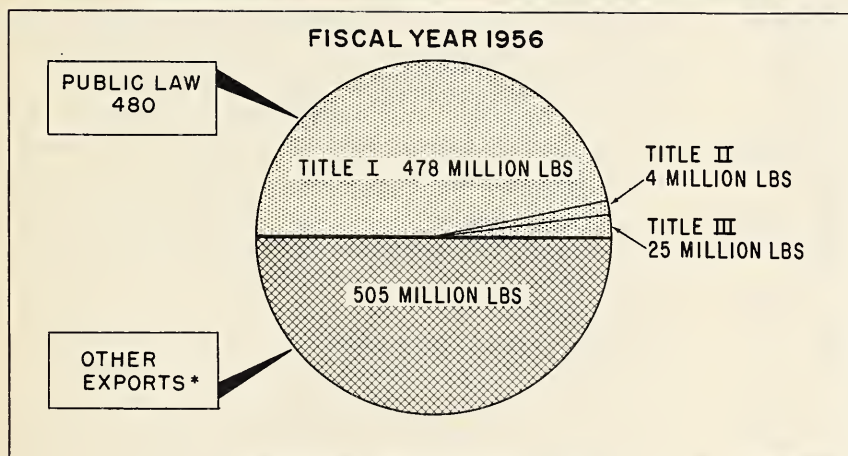 FISCAL YEAR 1956
PUBLIC LAW
480
TITLE I 478 MILLION LBS
TITLE II
4 MILLION LBS
TITLE III
25 MILLION LBS
505 MILLION LBS
OTHER
EXPORTS*